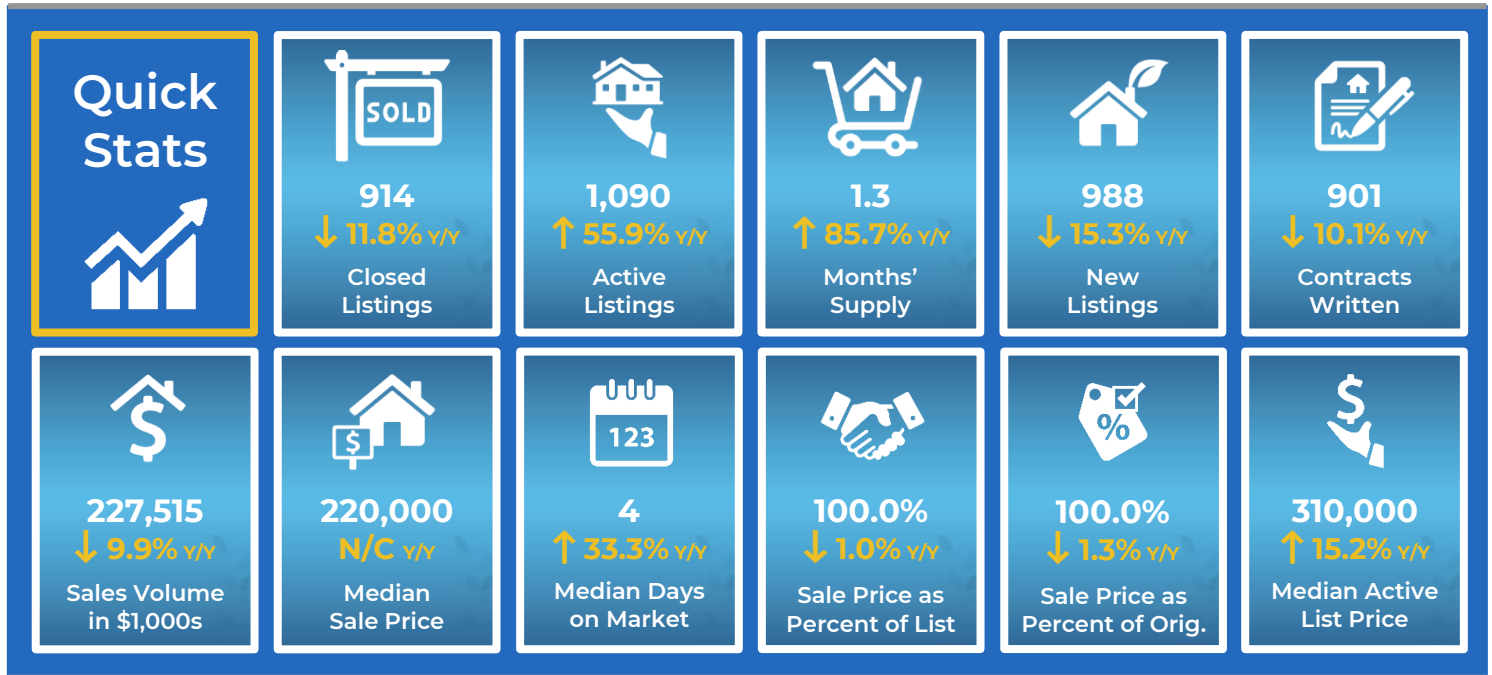 Quick
Stats
SOLD
914
↓ 11.8% Y/Y
Closed
Listings
1,090
↑ 55.9% Y/Y
Active
Listings
1.3
↑ 85.7% Y/Y
Months’
Supply
988
↓ 15.3% Y/Y
New
Listings
901
↓ 10.1% Y/Y
Contracts
Written
$
227,515
↓ 9.9% Y/Y
Sales Volume
in $1,000s
$
220,000
N/C Y/Y
Median
Sale Price
123
4
↑ 33.3% Y/Y
Median Days
on Market
100.0%
↓ 1.0% Y/Y
Sale Price as
Percent of List
%
100.0%
↓ 1.3% Y/Y
Sale Price as
Percent of Orig.
$
310,000
↑ 15.2% Y/Y
Median Active
List Price